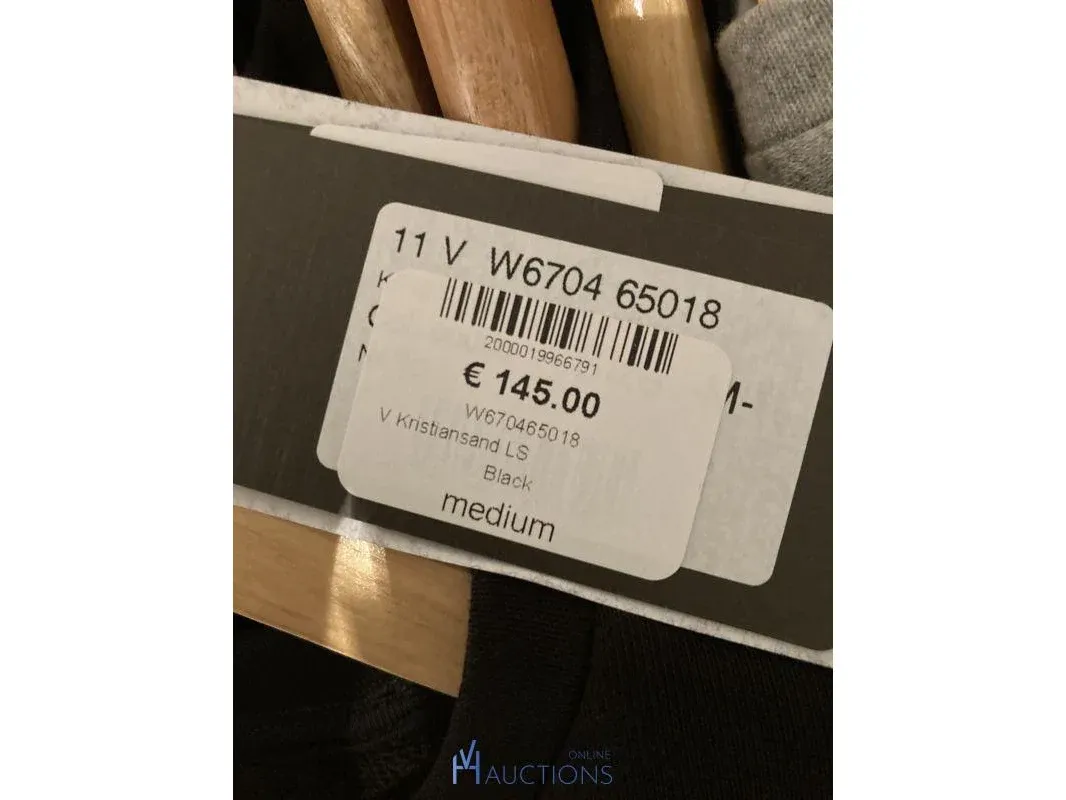 11 V W6704 65018
K
M-
2000019966791
€ 145.00
W670465018
V Kristiansand LS
Black
medium
ONLINE
AUCTIONS